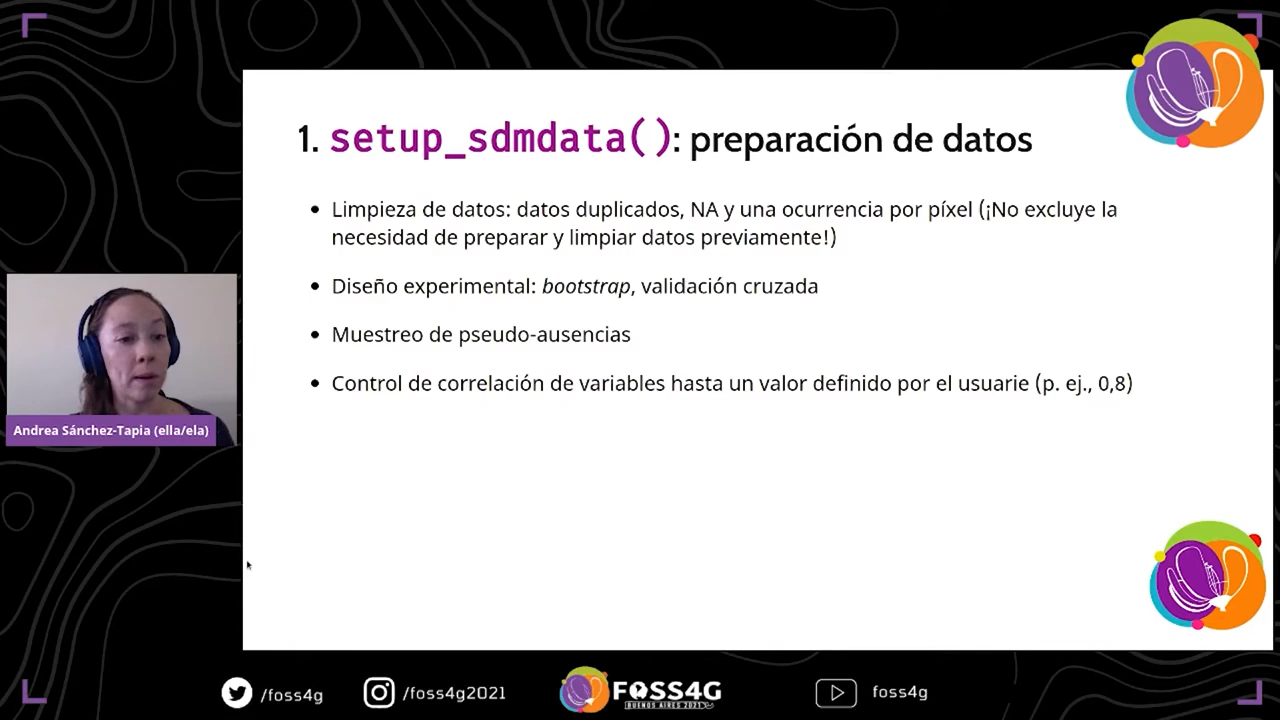 1. setup_sdmdata(): preparación de datos
• Limpieza de datos: datos duplicados, NA y una ocurrencia por píxel (¡No excluye la
necesidad de preparar y limpiar datos previamente!)
• Diseño experimental: bootstrap, validación cruzada
• Muestreo de pseudo-ausencias
• Control de correlación de variables hasta un valor definido por el usuarie (p. ej., 0,8)
Andrea Sánchez-Tapia (ella/ela)
/foss4g
/foss4g2021
FOSS4G
BUENOS AIRES 2021
foss4g